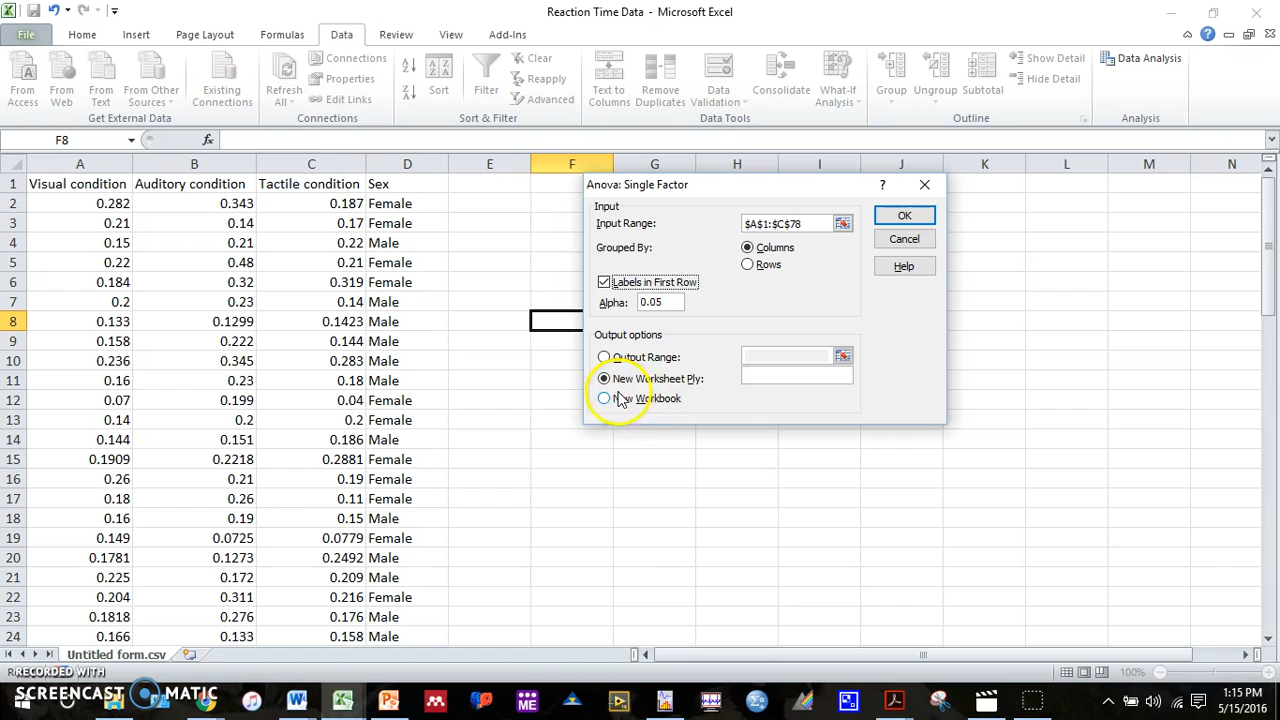 Reaction Time Data - Microsoft Excel
File Home Insert Page Layout Formulas Data Review View Add-Ins
From Access
From Web
From Text
From Other Sources
Existing Connections
Get External Data
Refresh All
Connections
Properties
Edit Links
Connections
Sort
Filter
Clear
Reapply
Advanced
Sort & Filter
Text to Columns
Remove Duplicates
Data Validation
Consolidate
What-If Analysis
Data Tools
Group
Ungroup
Subtotal
Show Detail
Hide Detail
Outline
Data Analysis
Analysis
F8 fx
A B C D E F G H I J K L M N
1 Visual condition Auditory condition Tactile condition Sex
2 0.282 0.343 0.187 Female
3 0.21 0.14 0.17 Female
4 0.15 0.21 0.22 Male
5 0.22 0.48 0.21 Female
6 0.184 0.32 0.319 Female
7 0.2 0.23 0.14 Male
8 0.133 0.1299 0.1423 Male
9 0.158 0.222 0.144 Male
10 0.236 0.345 0.283 Male
11 0.16 0.23 0.18 Male
12 0.07 0.199 0.04 Female
13 0.14 0.2 0.2 Female
14 0.144 0.151 0.186 Male
15 0.1909 0.2218 0.2881 Female
16 0.26 0.21 0.19 Female
17 0.18 0.26 0.11 Female
18 0.16 0.19 0.15 Male
19 0.149 0.0725 0.0779 Female
20 0.1781 0.1273 0.2492 Male
21 0.225 0.172 0.209 Male
22 0.204 0.311 0.216 Female
23 0.1818 0.276 0.176 Male
24 0.166 0.133 0.158 Male
Anova: Single Factor ?
Input
Input Range: $A$1:$C$78
Grouped By: Columns
Rows
Labels in First Row
Alpha: 0.05
OK
Cancel
Help
Output options
Output Range:
New Worksheet Ply:
New Workbook
Untitled form.csv
100%
RECORDED WITH
SCREENCAST MATIC
1:15 PM
5/15/2016